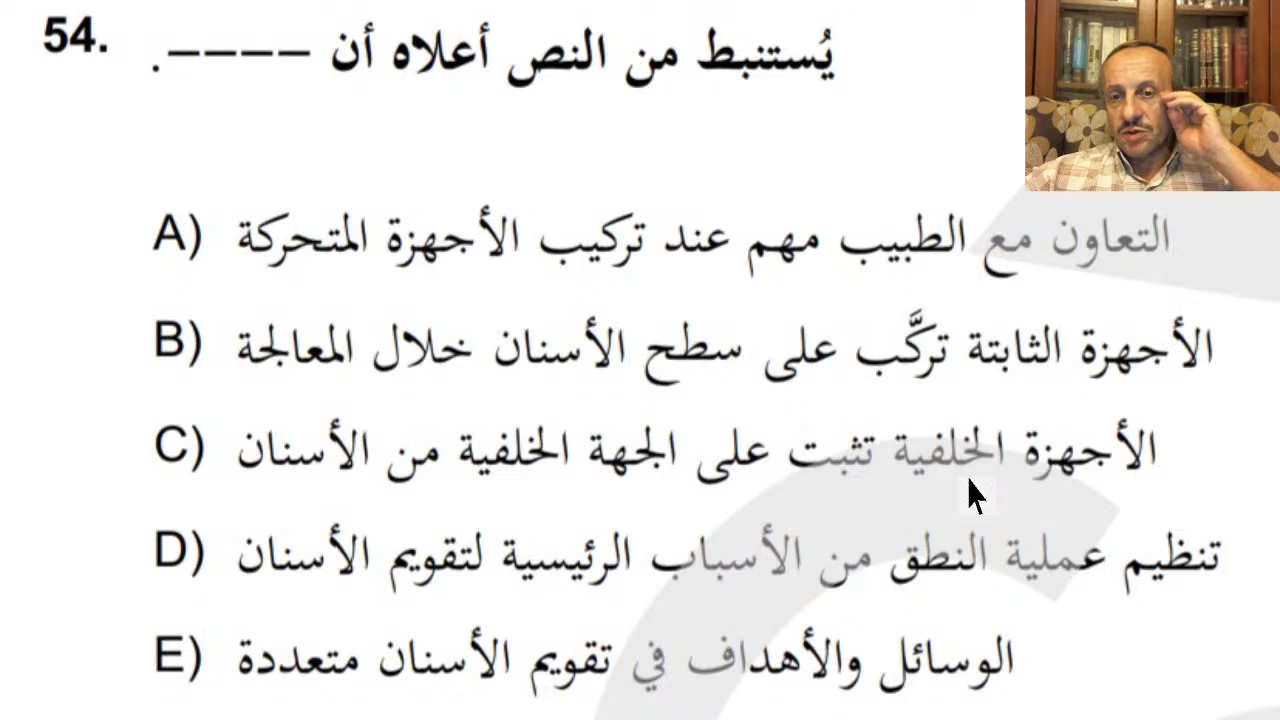 54. يُستنبط من النص أعلاه أن ----.
A) التعاون مع الطبيب مهم عند تركيب الأجهزة المتحركة
B) الأجهزة الثابتة تركَّب على سطح الأسنان خلال المعالجة
C) الأجهزة الخلفية تثبت على الجهة الخلفية من الأسنان
D) تنظيم عملية النطق من الأسباب الرئيسية لتقويم الأسنان
E) الوسائل والأهداف في تقويم الأسنان متعددة